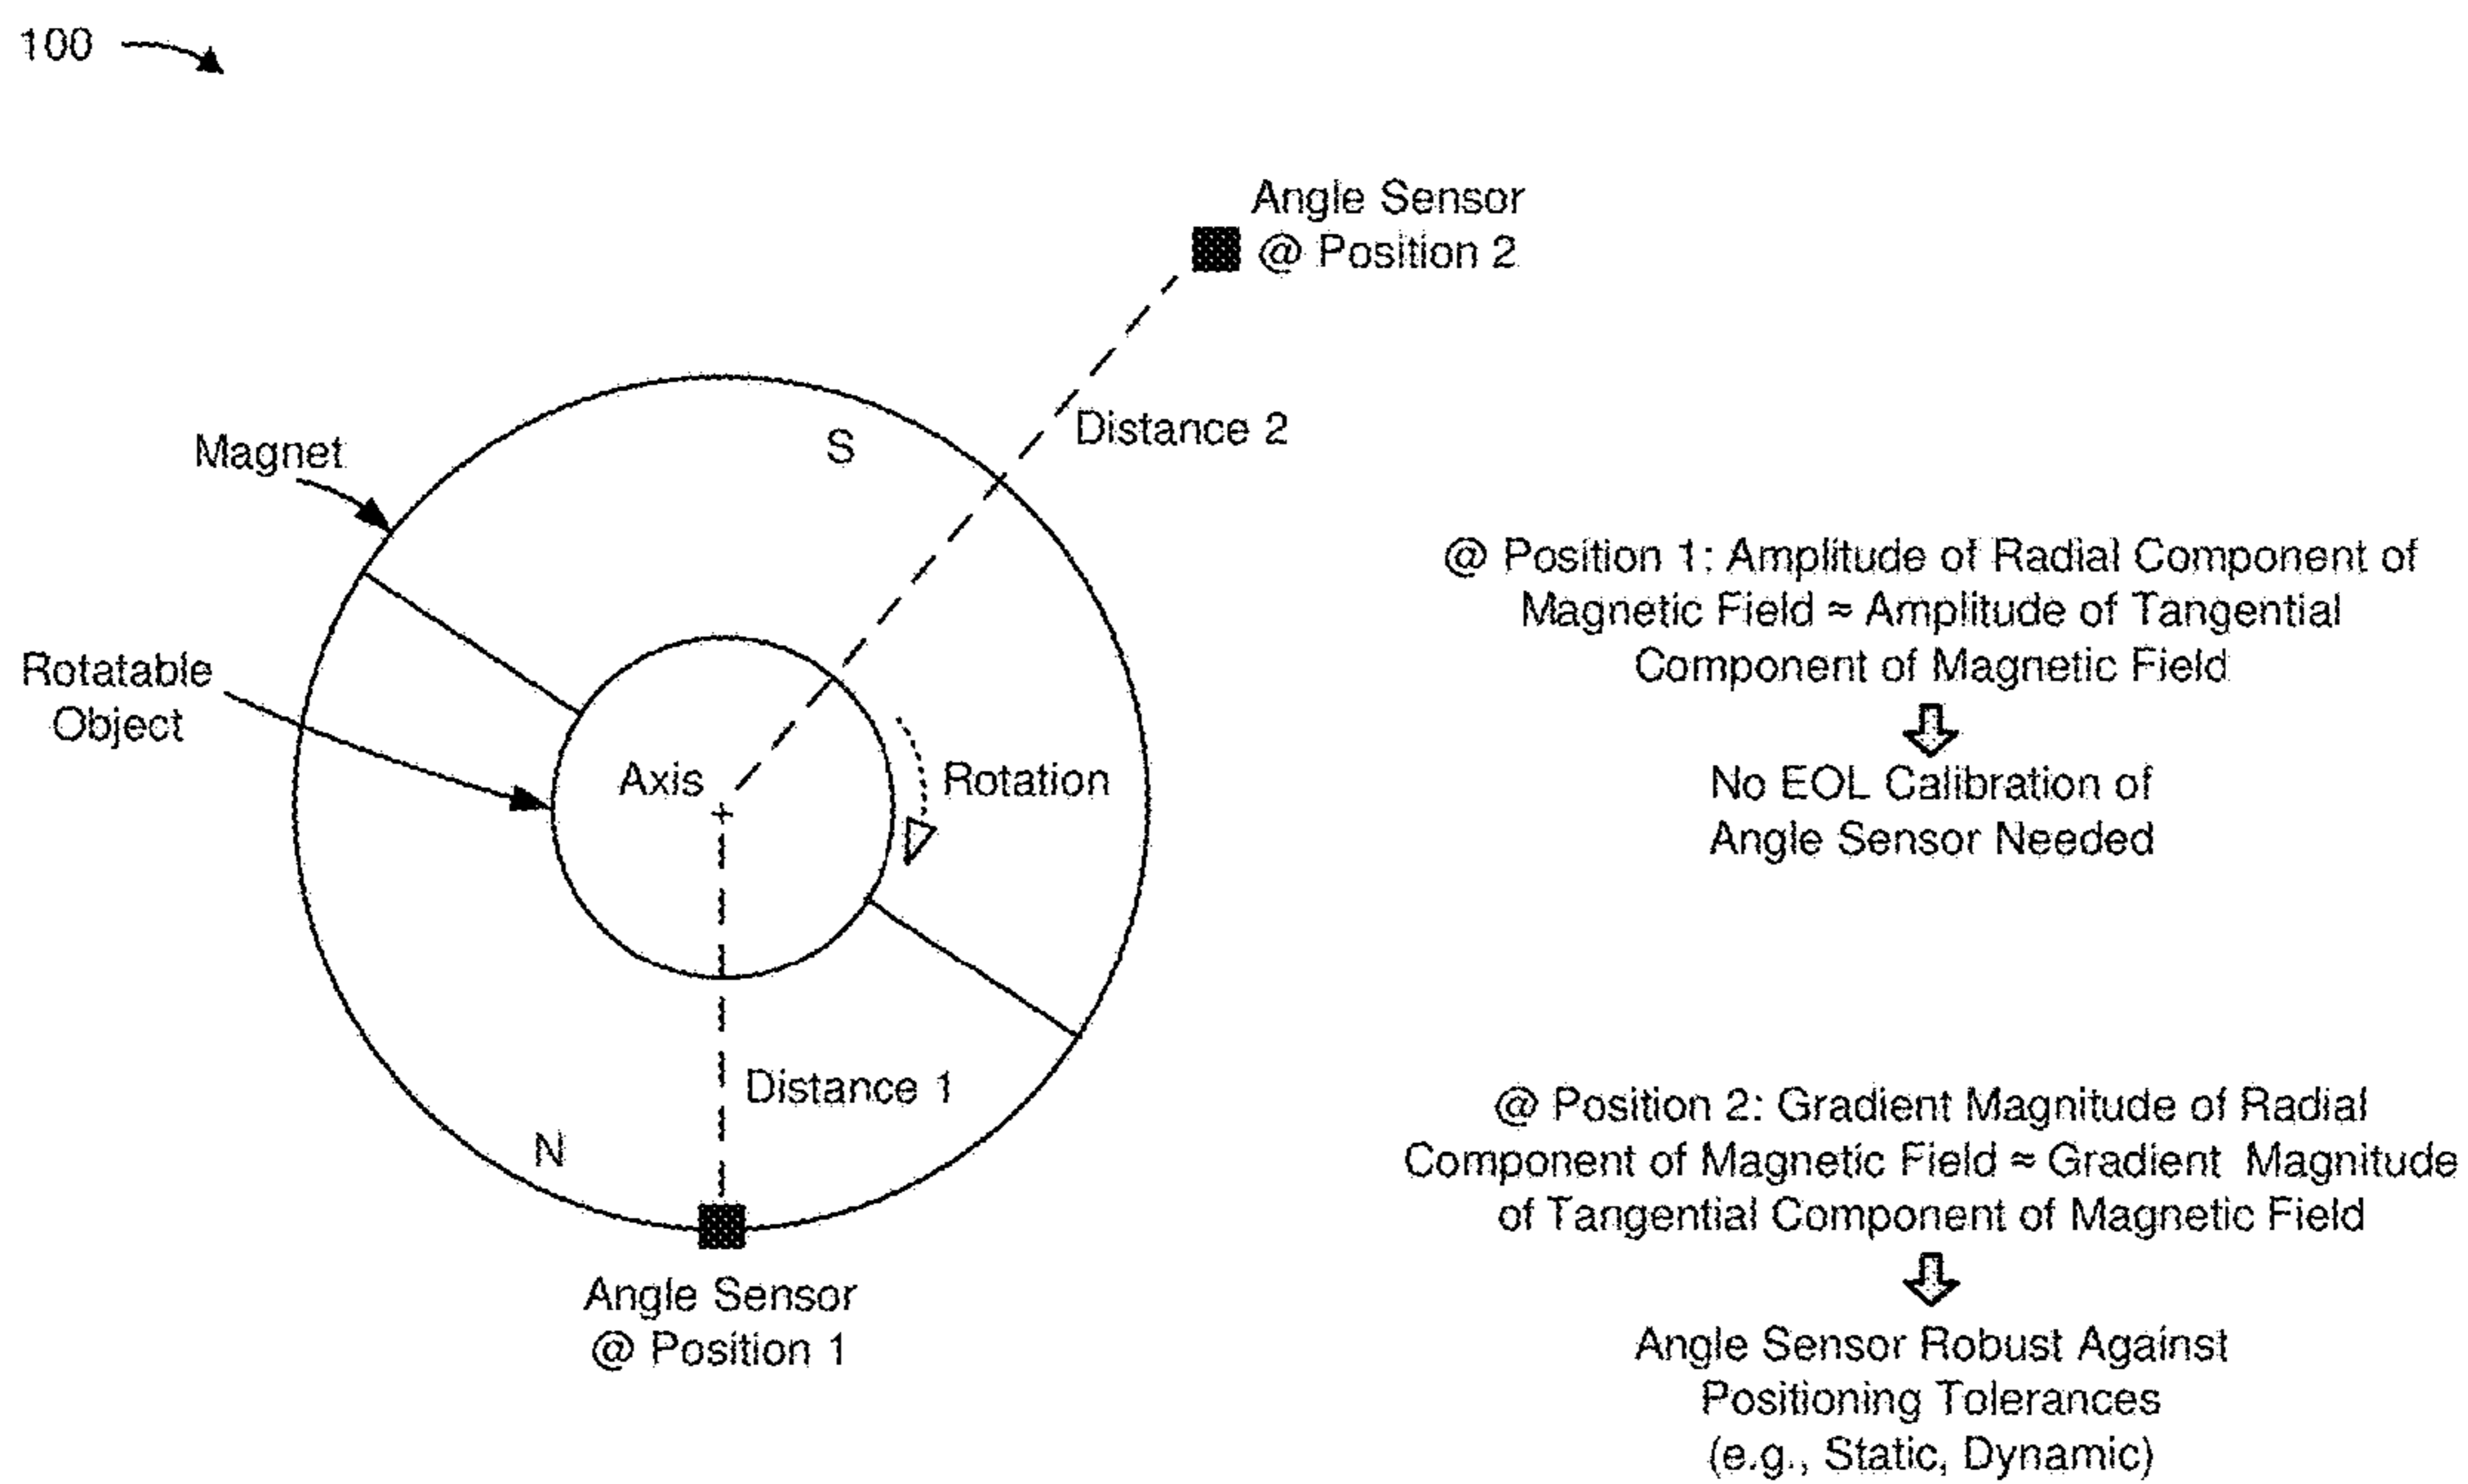 100
Angle Sensor
@ Position 2
Distance 2
S
Magnet
Rotatable
Object
Axis
Rotation
Distance 1
N
Angle Sensor
@ Position 1
@ Position 1: Amplitude of Radial Component of
Magnetic Field ≈ Amplitude of Tangential
Component of Magnetic Field
No EOL Calibration of
Angle Sensor Needed
@ Position 2: Gradient Magnitude of Radial
Component of Magnetic Field ≈ Gradient Magnitude
of Tangential Component of Magnetic Field
Angle Sensor Robust Against
Positioning Tolerances
(e.g., Static, Dynamic)